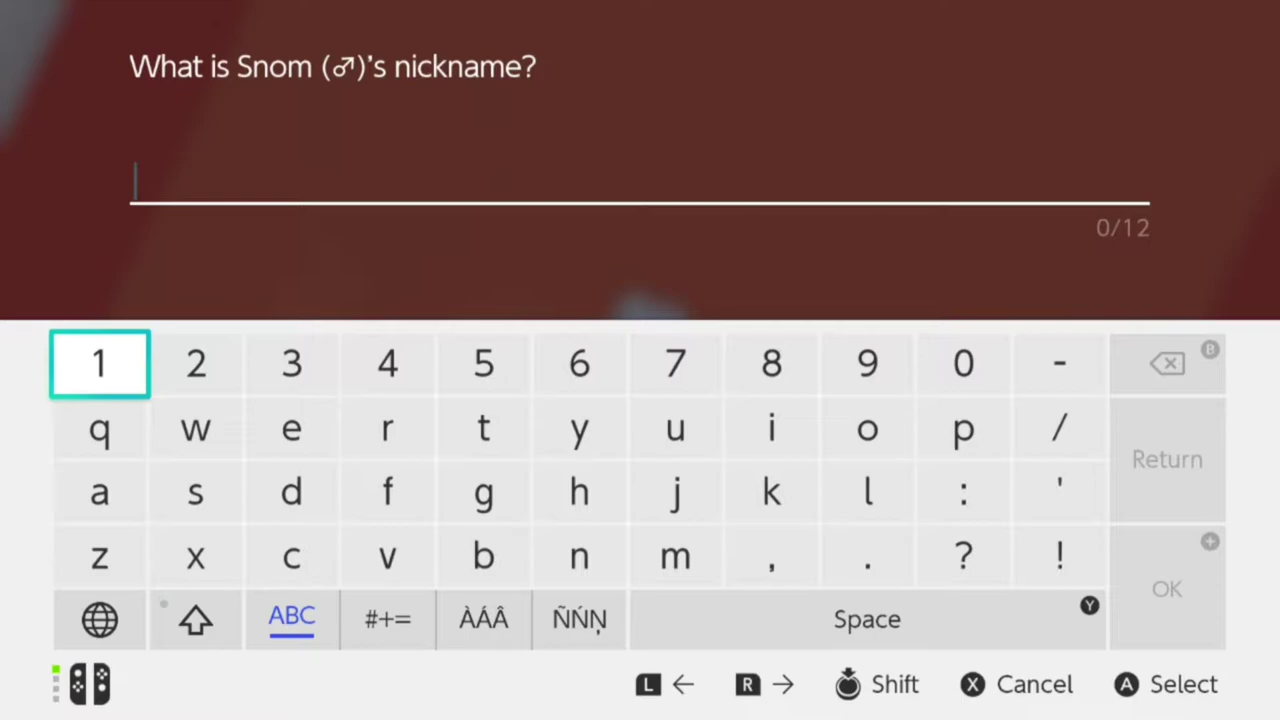 What is Snom (♂)'s nickname?
0/12
1 2 3 4 5 6 7 8 9 0 - B
q w e r t y u i o p /
Return
a s d f g h j k l : '
z x c v b n m , . ? !
OK
ABC #+= ÀÁÂ ÑŃŅ Space Y
L ← R → Shift X Cancel A Select